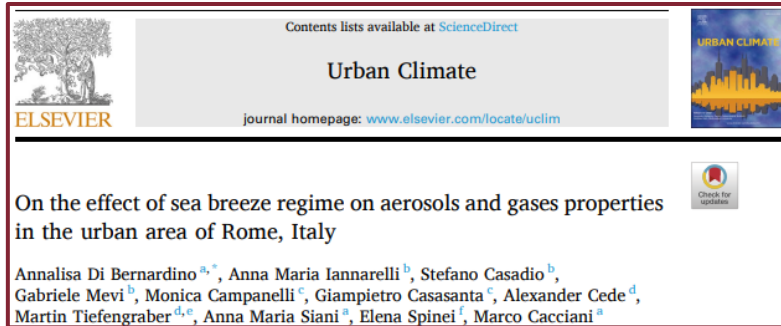 Contents lists available at ScienceDirect
URBAN CLIMATE
Urban Climate
ELSEVIER
journal homepage: www.elsevier.com/locate/uclim
Check for
updates
On the effect of sea breeze regime on aerosols and gases properties
in the urban area of Rome, Italy
Annalisa Di Bernardino a,*, Anna Maria Iannarelli b, Stefano Casadio b,
Gabriele Mevi b, Monica Campanelli c, Giampietro Casasanta c, Alexander Cede d,
Martin Tiefengraber d,e, Anna Maria Siani a, Elena Spinei f, Marco Cacciani a